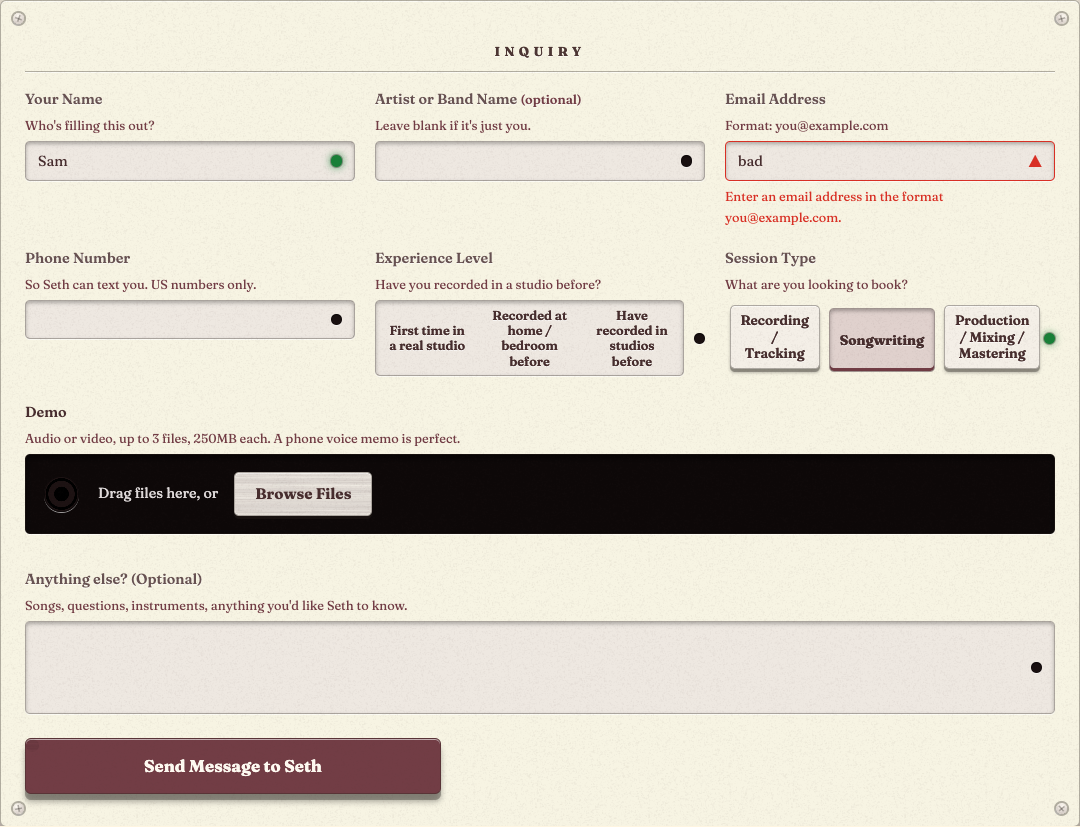 INQUIRY
Your Name
Who's filling this out?
Sam
Artist or Band Name (optional)
Leave blank if it's just you.
Email Address
Format: you@example.com
bad
Enter an email address in the format
you@example.com.
Phone Number
So Seth can text you. US numbers only.
Experience Level
Have you recorded in a studio before?
First time in
a real studio
Recorded at
home /
bedroom
before
Have
recorded in
studios
before
Session Type
What are you looking to book?
Recording
/
Tracking
Songwriting
Production
/ Mixing /
Mastering
Demo
Audio or video, up to 3 files, 250MB each. A phone voice memo is perfect.
Drag files here, or
Browse Files
Anything else? (Optional)
Songs, questions, instruments, anything you'd like Seth to know.
Send Message to Seth